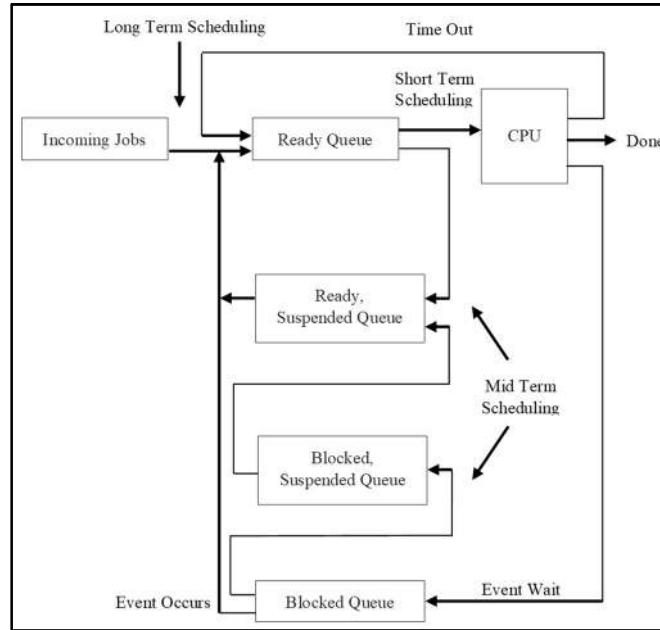 Long Term Scheduling
Time Out
Short Term
Scheduling
Incoming Jobs
Ready Queue
CPU
Done
Ready,
Suspended Queue
Mid Term
Scheduling
Blocked,
Suspended Queue
Event Wait
Event Occurs
Blocked Queue